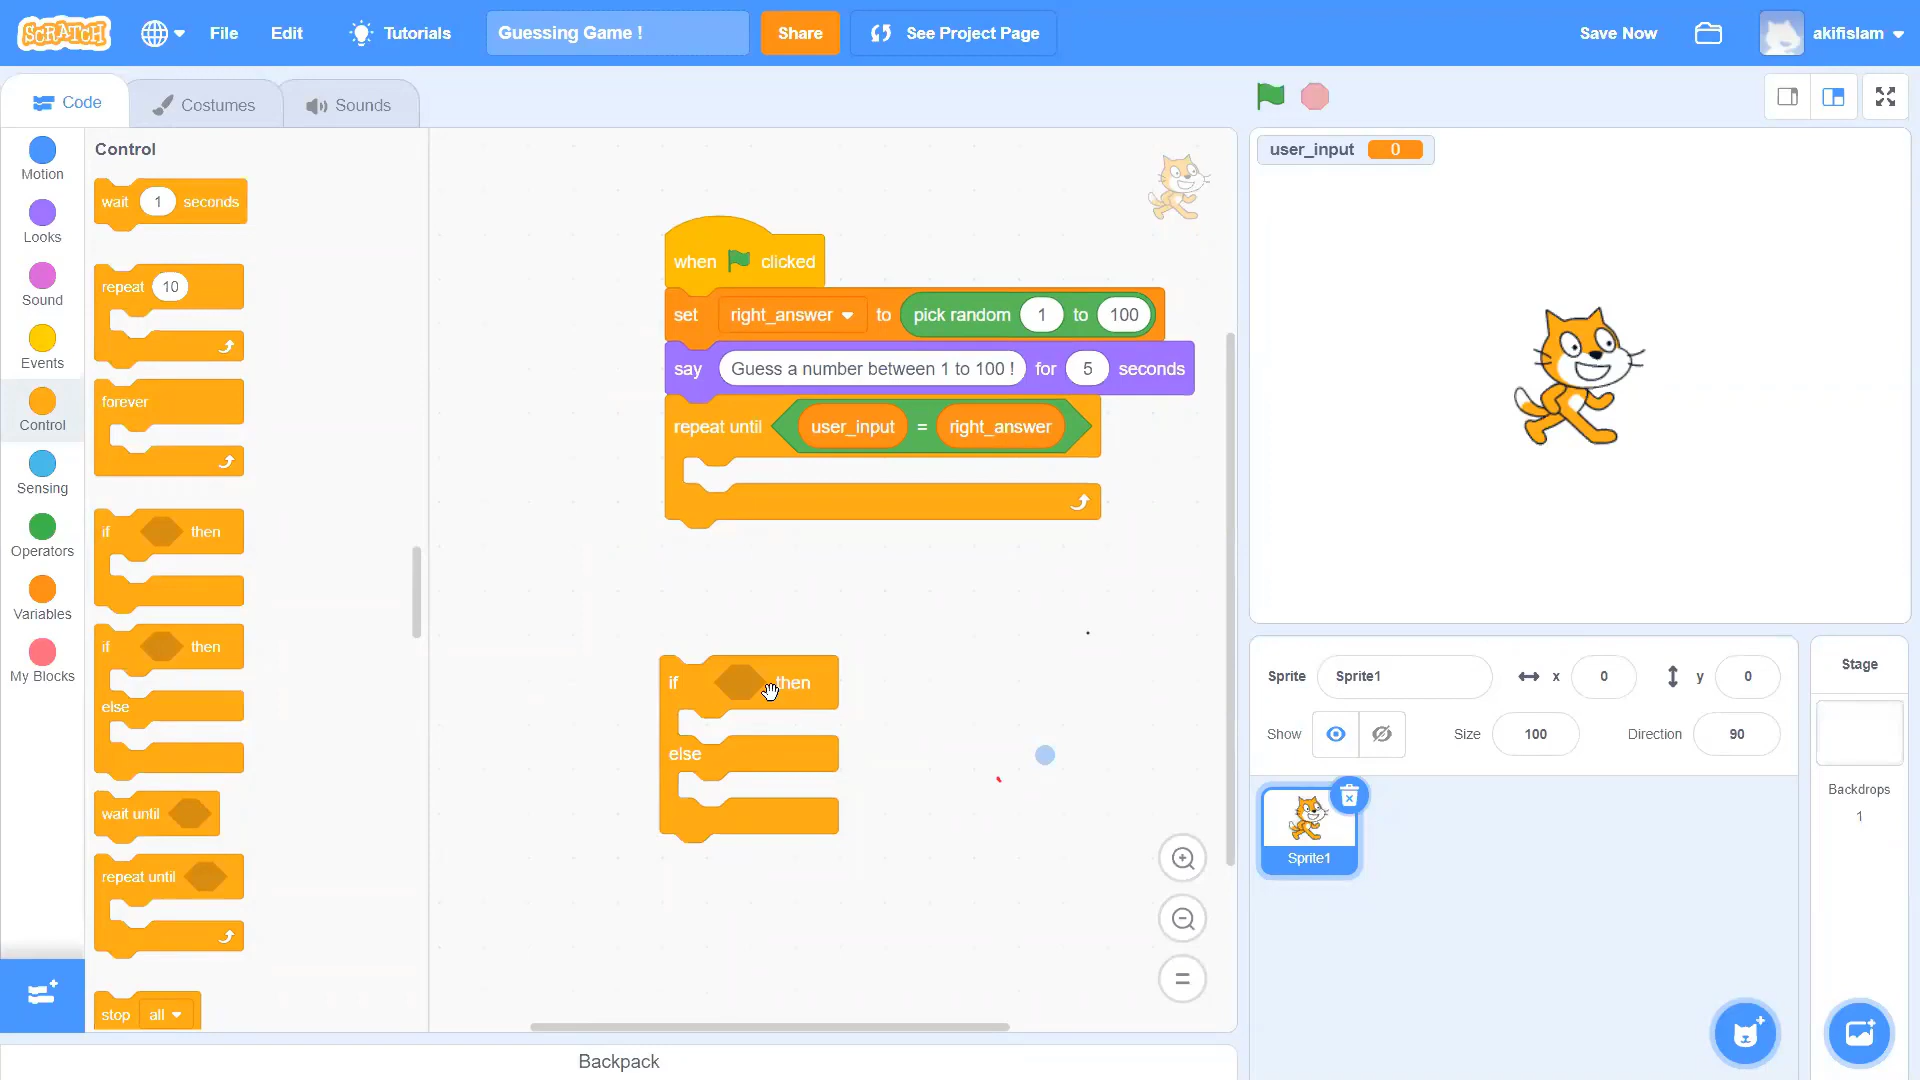 SCRATCH File Edit Tutorials Guessing Game ! Share See Project Page Save Now akifislam
Code Costumes Sounds
Motion
Looks
Sound
Events
Control
Sensing
Operators
Variables
My Blocks
Control
wait 1 seconds
repeat 10
forever
if then
if then
else
wait until
repeat until
stop all
when clicked
set right_answer to pick random 1 to 100
say Guess a number between 1 to 100 ! for 5 seconds
repeat until user_input = right_answer
if then
else
=
Backpack
user_input 0
Sprite Sprite1 x 0 y 0
Show Size 100 Direction 90
Sprite1
Stage
Backdrops
1